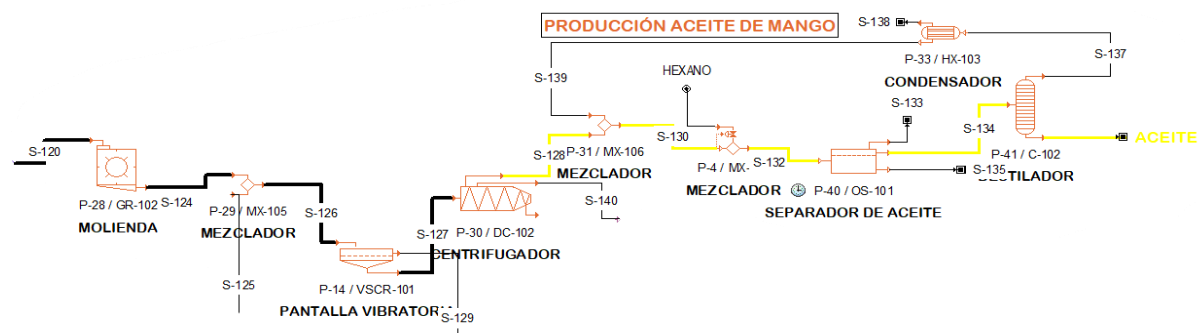 PRODUCCIÓN ACEITE DE MANGO
S-138
P-33 / HX-103
CONDENSADOR
S-137
S-139
HEXANO
S-133
S-134
ACEITE
S-120
S-130
S-128
P-31 / MX-106
MEZCLADOR
P-4 / MX-
S-132
MEZCLADOR
P-40 / OS-101
SEPARADOR DE ACEITE
S-135
P-41 / C-102
DESTILADOR
P-28 / GR-102
MOLIENDA
S-124
P-29 / MX-105
MEZCLADOR
S-126
S-127
P-30 / DC-102
CENTRIFUGADOR
S-140
S-125
P-14 / VSCR-101
PANTALLA VIBRATORIA
S-129